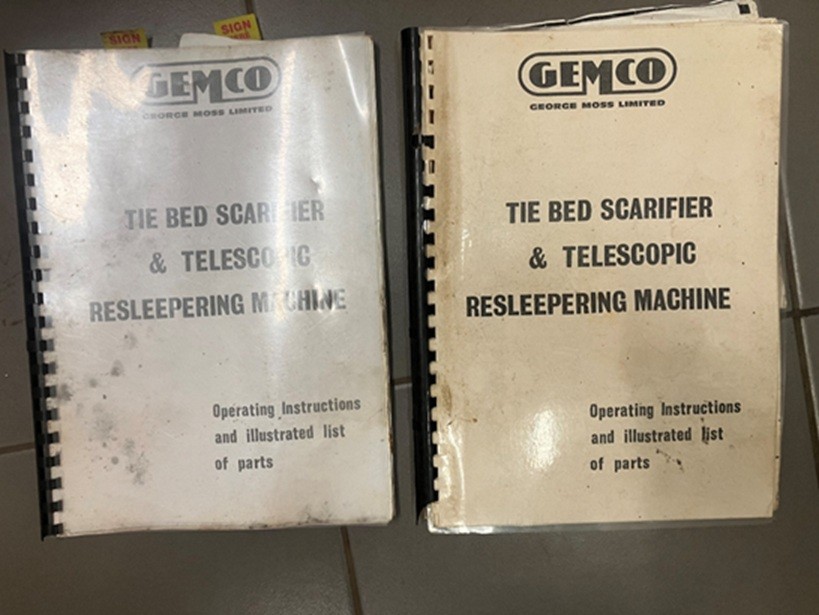 SIGN
SIGN
GEMCO
GEORGE MOSS LIMITED
TIE BED SCARIFIER
& TELESCOPIC
RESLEEPERING MACHINE
Operating Instructions
and illustrated list
of parts
GEMCO
GEORGE MOSS LIMITED
TIE BED SCARIFIER
& TELESCOPIC
RESLEEPERING MACHINE
Operating Instructions
and illustrated list
of parts